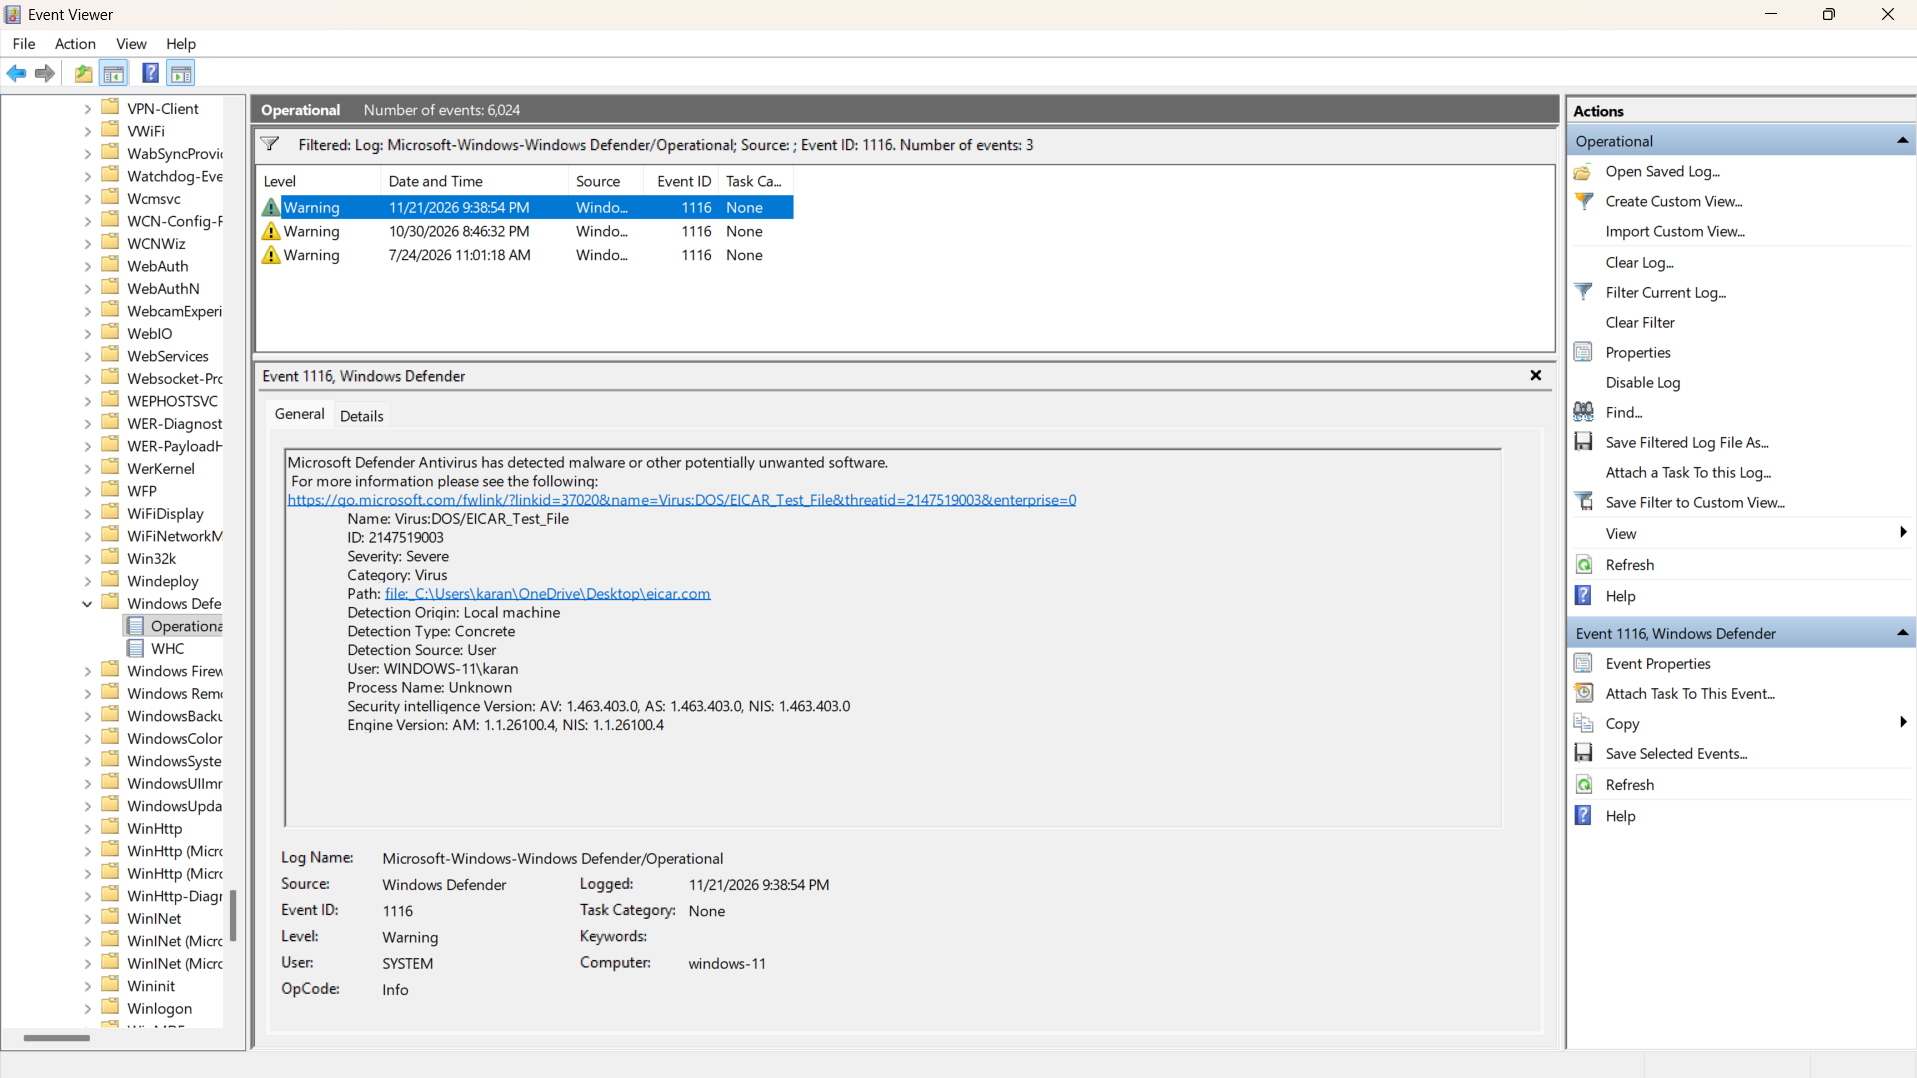 Event Viewer
File Action View Help
VPN-Client
VWiFi
WabSyncProvi
Watchdog-Eve
Wcmsvc
WCN-Config-R
WCNWiz
WebAuth
WebAuthN
WebcamExperi
WebIO
WebServices
Websocket-Pro
WEPHOSTSVC
WER-Diagnost
WER-PayloadH
WerKernel
WFP
WiFiDisplay
WiFiNetworkM
Win32k
Windeploy
Windows Defe
Operationa
WHC
Windows Firew
Windows Remo
WindowsBacku
WindowsColor
WindowsSyste
WindowsUIImm
WindowsUpda
WinHttp
WinHttp (Micro
WinHttp (Micro
WinHttp-Diagn
WinINet
WinINet (Micro
WinINet (Micro
Wininit
Winlogon
Operational Number of events: 6,024
Filtered: Log: Microsoft-Windows-Windows Defender/Operational; Source: ; Event ID: 1116. Number of events: 3
Level Date and Time Source Event ID Task Ca...
Warning 11/21/2026 9:38:54 PM Windo... 1116 None
Warning 10/30/2026 8:46:32 PM Windo... 1116 None
Warning 7/24/2026 11:01:18 AM Windo... 1116 None
Event 1116, Windows Defender
General Details
Microsoft Defender Antivirus has detected malware or other potentially unwanted software.
For more information please see the following:
https://go.microsoft.com/fwlink/?linkid=37020&name=Virus:DOS/EICAR_Test_File&threatid=2147519003&enterprise=0
Name: Virus:DOS/EICAR_Test_File
ID: 2147519003
Severity: Severe
Category: Virus
Path: file:_C:\Users\karan\OneDrive\Desktop\eicar.com
Detection Origin: Local machine
Detection Type: Concrete
Detection Source: User
User: WINDOWS-11\karan
Process Name: Unknown
Security intelligence Version: AV: 1.463.403.0, AS: 1.463.403.0, NIS: 1.463.403.0
Engine Version: AM: 1.1.26100.4, NIS: 1.1.26100.4
Log Name: Microsoft-Windows-Windows Defender/Operational
Source: Windows Defender Logged: 11/21/2026 9:38:54 PM
Event ID: 1116 Task Category: None
Level: Warning Keywords:
User: SYSTEM Computer: windows-11
OpCode: Info
Actions
Operational
Open Saved Log...
Create Custom View...
Import Custom View...
Clear Log...
Filter Current Log...
Clear Filter
Properties
Disable Log
Find...
Save Filtered Log File As...
Attach a Task To this Log...
Save Filter to Custom View...
View
Refresh
Help
Event 1116, Windows Defender
Event Properties
Attach Task To This Event...
Copy
Save Selected Events...
Refresh
Help